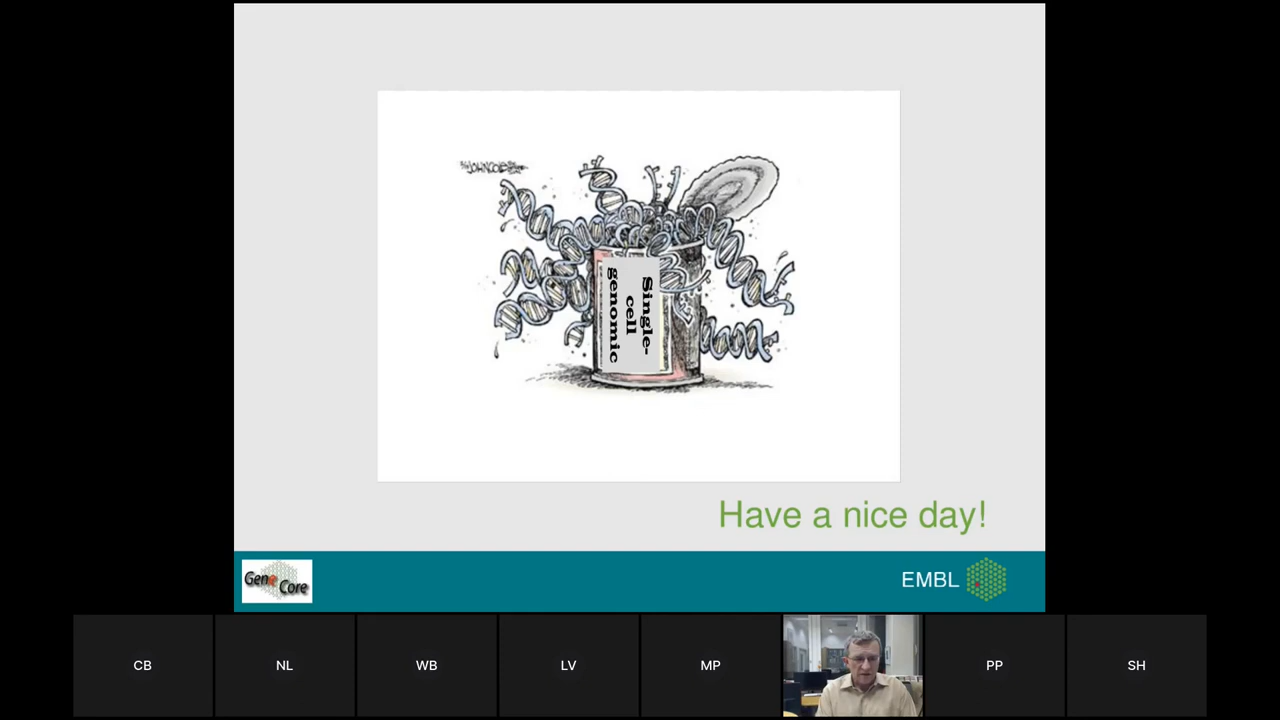 Single-
cell
genomic
Have a nice day!
Gene Core
EMBL
CB
NL
WB
LV
MP
PP
SH